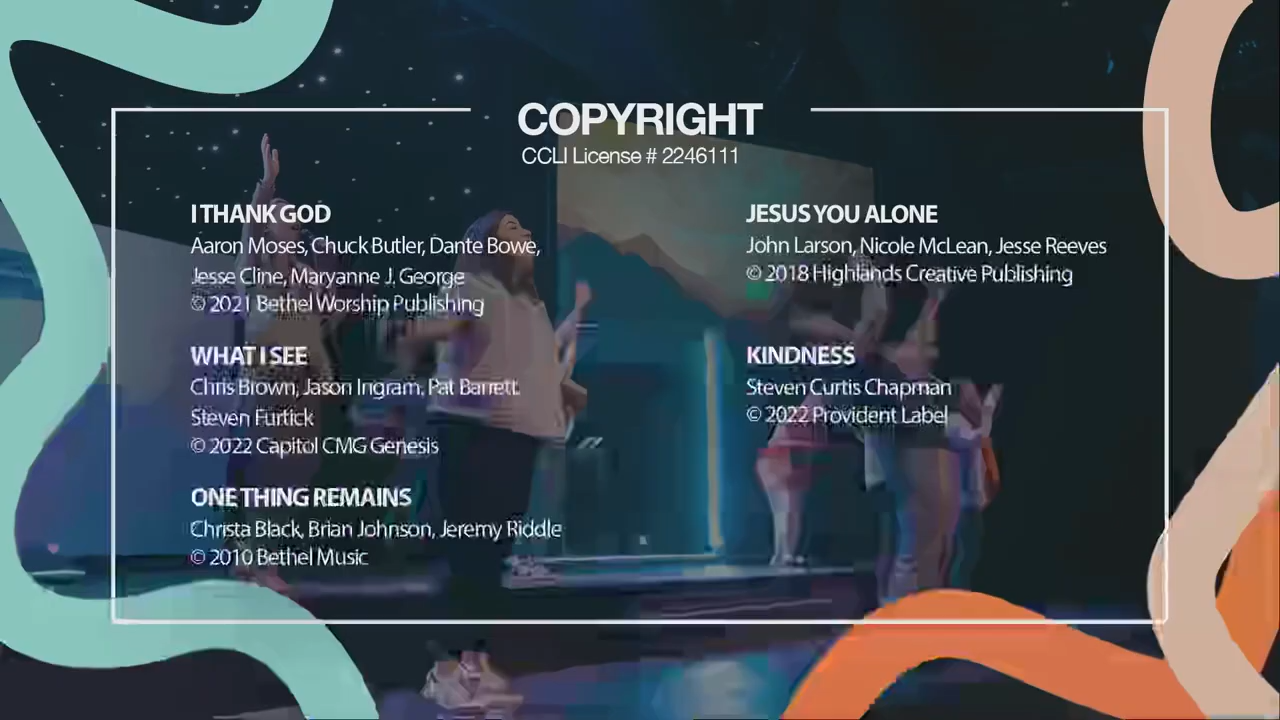 COPYRIGHT
CCLI License # 2246111
I THANK GOD
Aaron Moses, Chuck Butler, Dante Bowe,
Jesse Cline, Maryanne J. George
© 2021 Bethel Worship Publishing
WHAT I SEE
Chris Brown, Jason Ingram, Pat Barrett,
Steven Furtick
© 2022 Capitol CMG Genesis
ONE THING REMAINS
Christa Black, Brian Johnson, Jeremy Riddle
© 2010 Bethel Music
JESUS YOU ALONE
John Larson, Nicole McLean, Jesse Reeves
© 2018 Highlands Creative Publishing
KINDNESS
Steven Curtis Chapman
© 2022 Provident Label